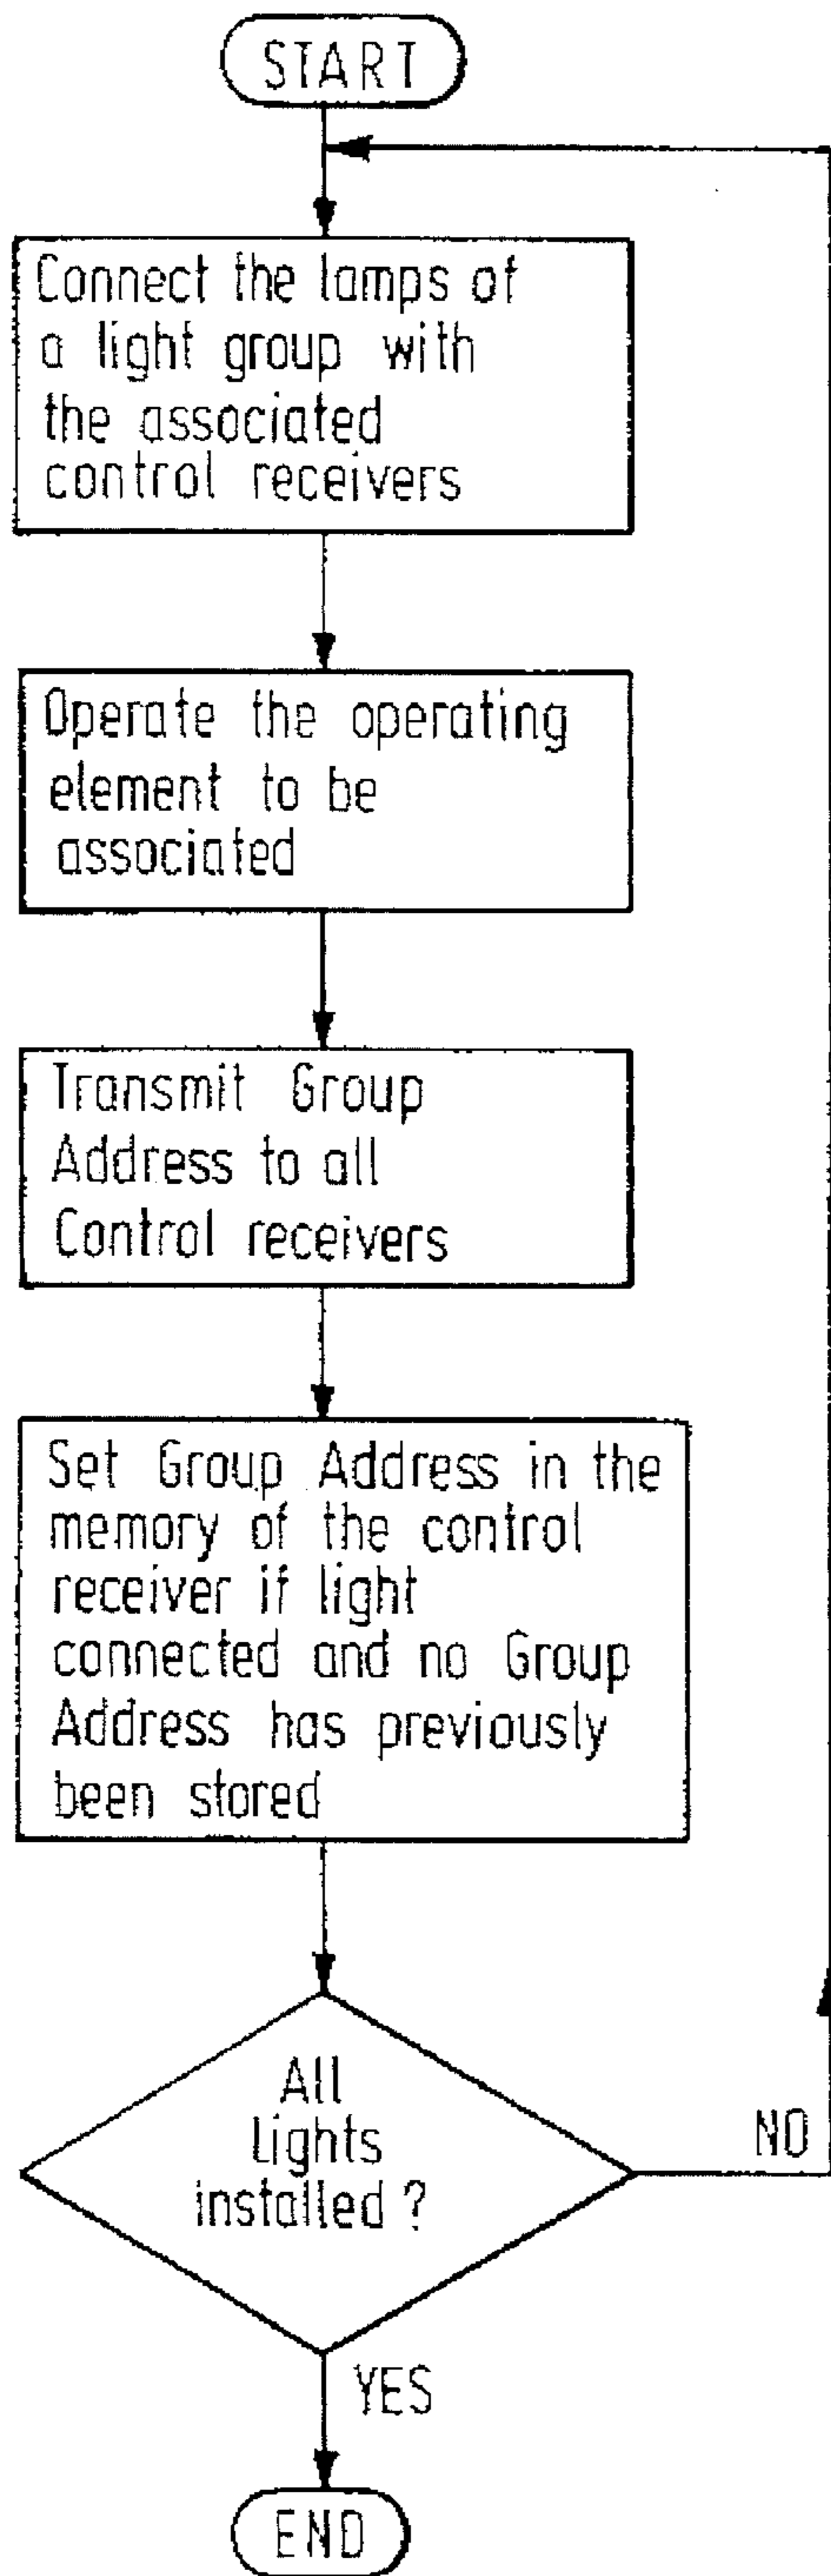 START
Connect the lamps of
a light group with
the associated
control receivers
Operate the operating
element to be
associated
Transmit Group
Address to all
Control receivers
Set Group Address in the
memory of the control
receiver if light
connected and no Group
Address has previously
been stored
All
lights
installed ?
NO
YES
END